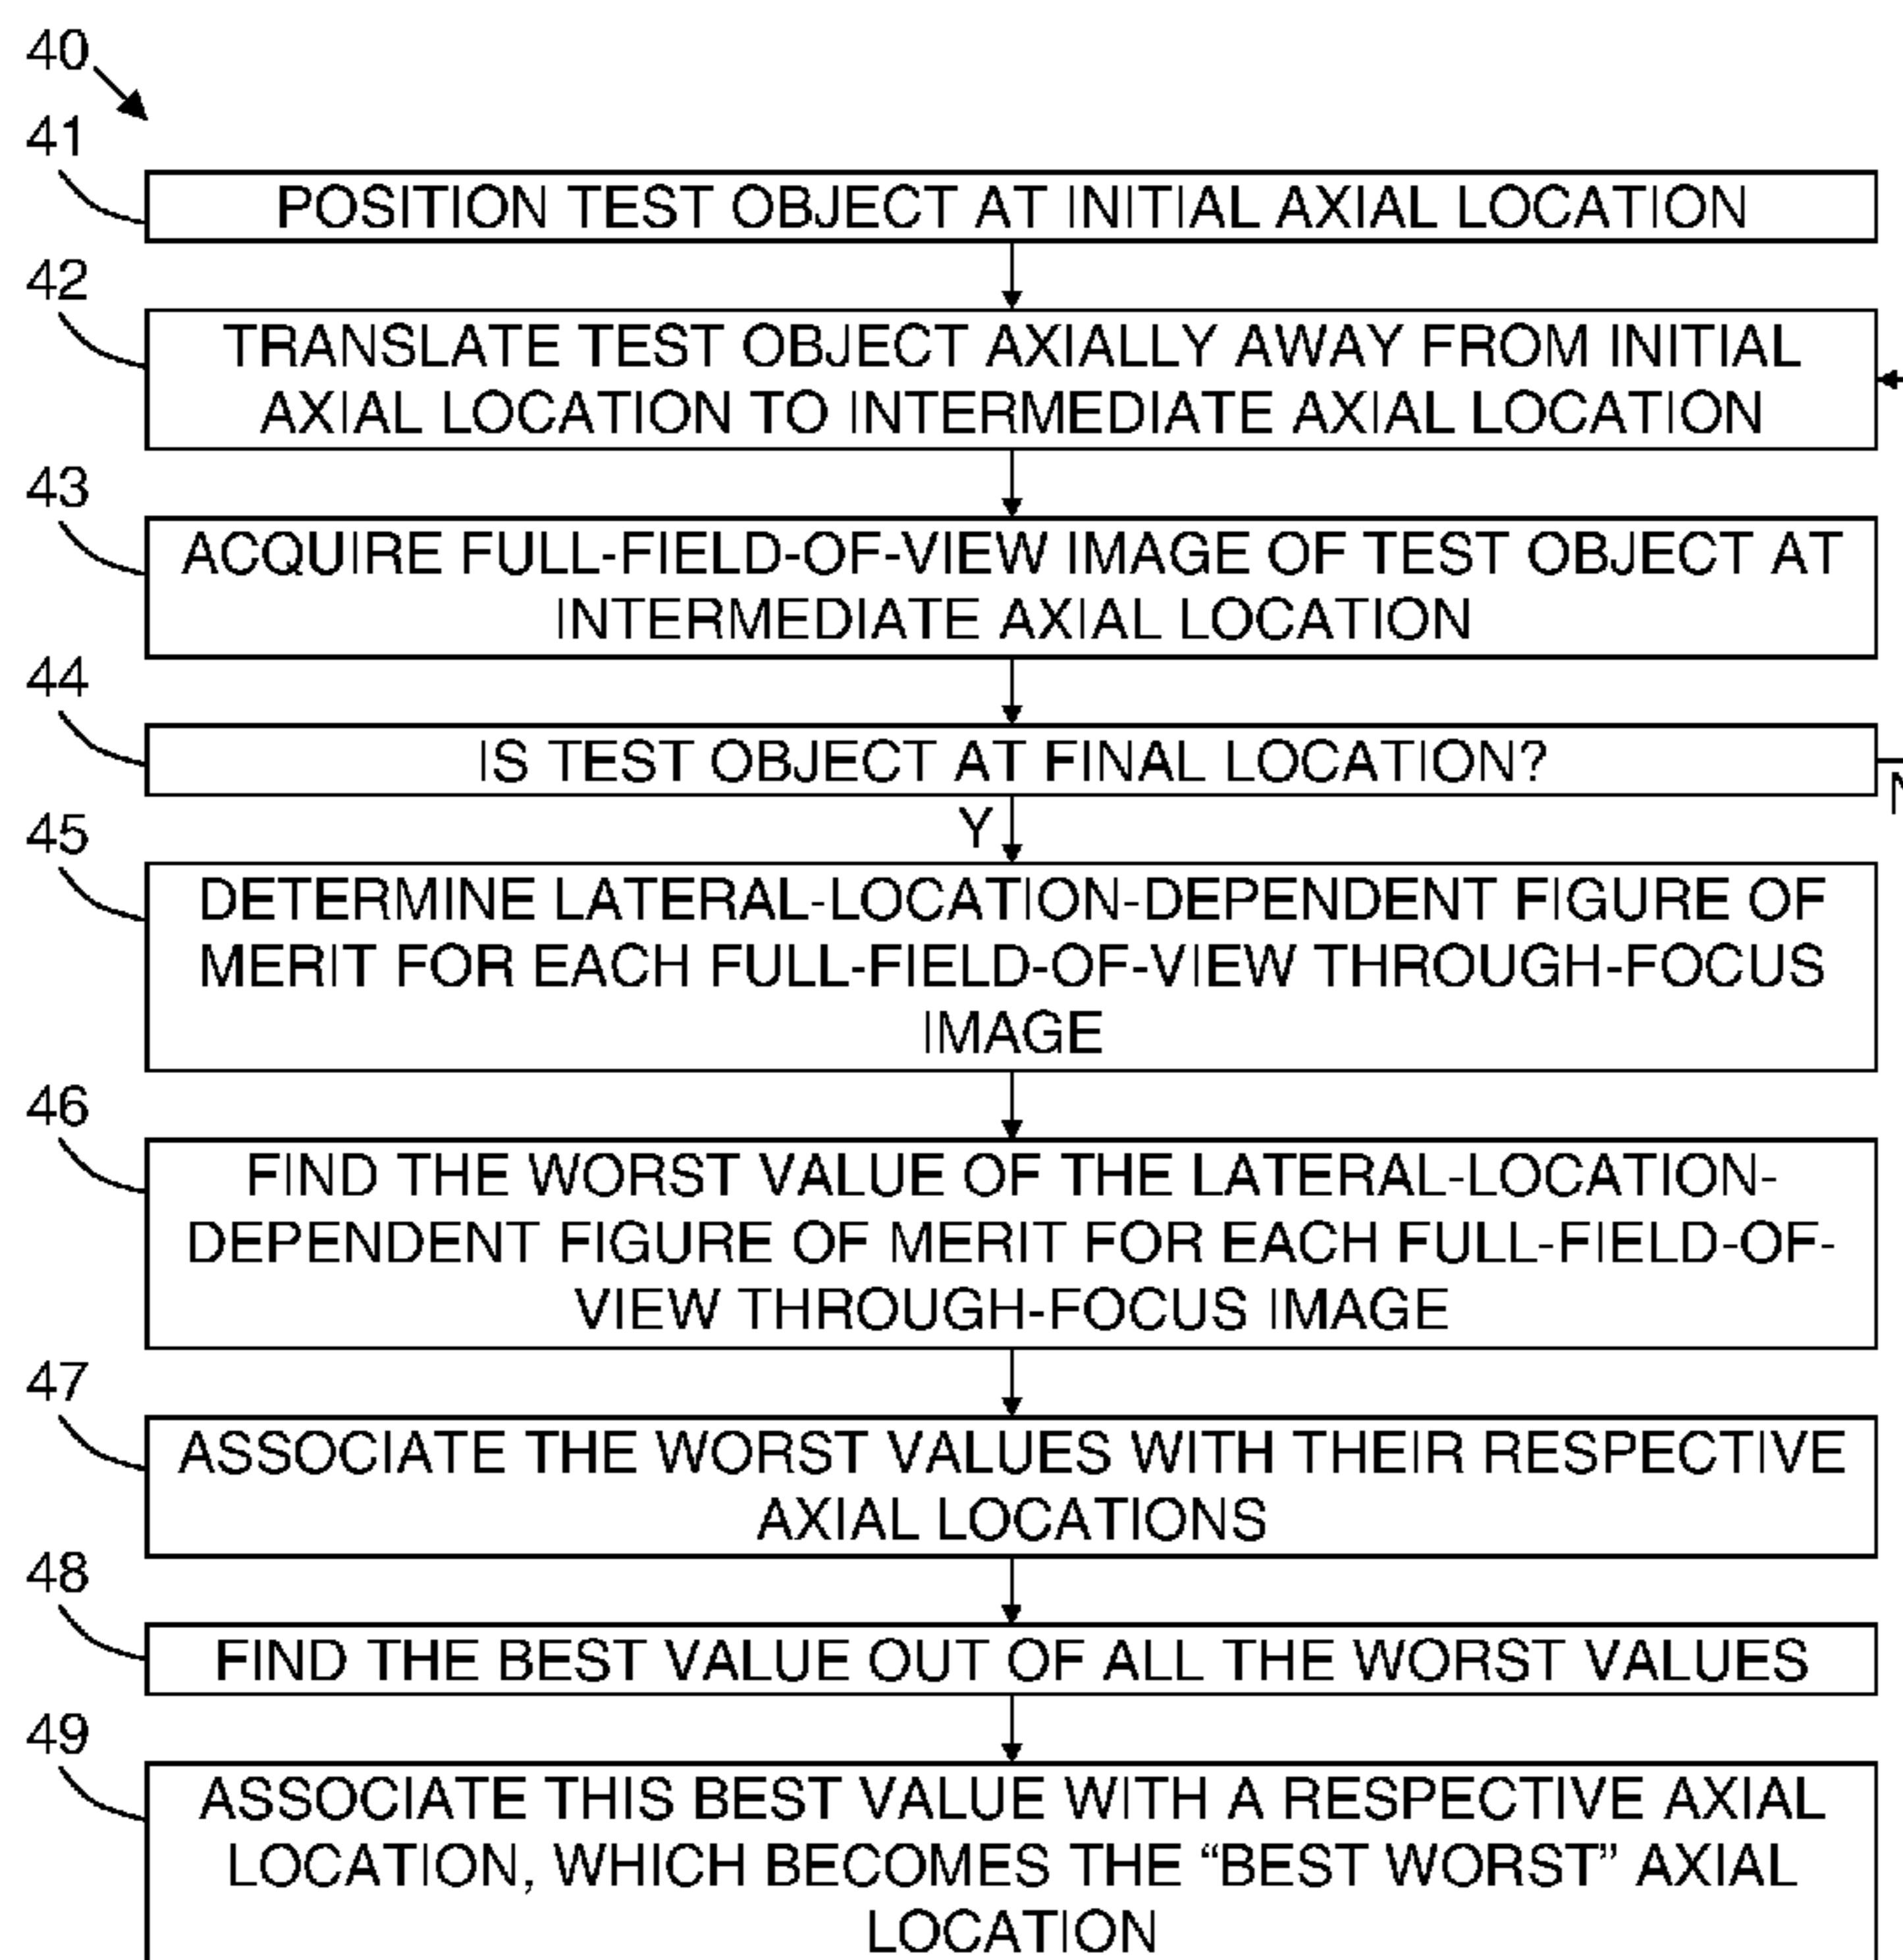 40
41
POSITION TEST OBJECT AT INITIAL AXIAL LOCATION
42
TRANSLATE TEST OBJECT AXIALLY AWAY FROM INITIAL
AXIAL LOCATION TO INTERMEDIATE AXIAL LOCATION
43
ACQUIRE FULL-FIELD-OF-VIEW IMAGE OF TEST OBJECT AT
INTERMEDIATE AXIAL LOCATION
44
IS TEST OBJECT AT FINAL LOCATION?
N
Y
45
DETERMINE LATERAL-LOCATION-DEPENDENT FIGURE OF
MERIT FOR EACH FULL-FIELD-OF-VIEW THROUGH-FOCUS
IMAGE
46
FIND THE WORST VALUE OF THE LATERAL-LOCATION-
DEPENDENT FIGURE OF MERIT FOR EACH FULL-FIELD-OF-
VIEW THROUGH-FOCUS IMAGE
47
ASSOCIATE THE WORST VALUES WITH THEIR RESPECTIVE
AXIAL LOCATIONS
48
FIND THE BEST VALUE OUT OF ALL THE WORST VALUES
49
ASSOCIATE THIS BEST VALUE WITH A RESPECTIVE AXIAL
LOCATION, WHICH BECOMES THE “BEST WORST” AXIAL
LOCATION